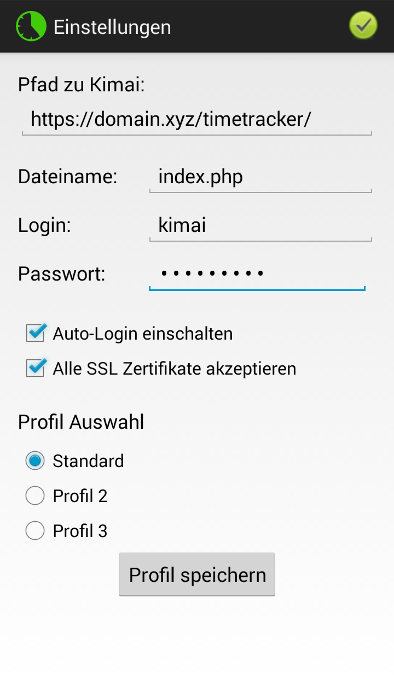 Einstellungen
Pfad zu Kimai:
https://domain.xyz/timetracker/
Dateiname: index.php
Login: kimai
Passwort: •••••••••
Auto-Login einschalten
Alle SSL Zertifikate akzeptieren
Profil Auswahl
Standard
Profil 2
Profil 3
Profil speichern